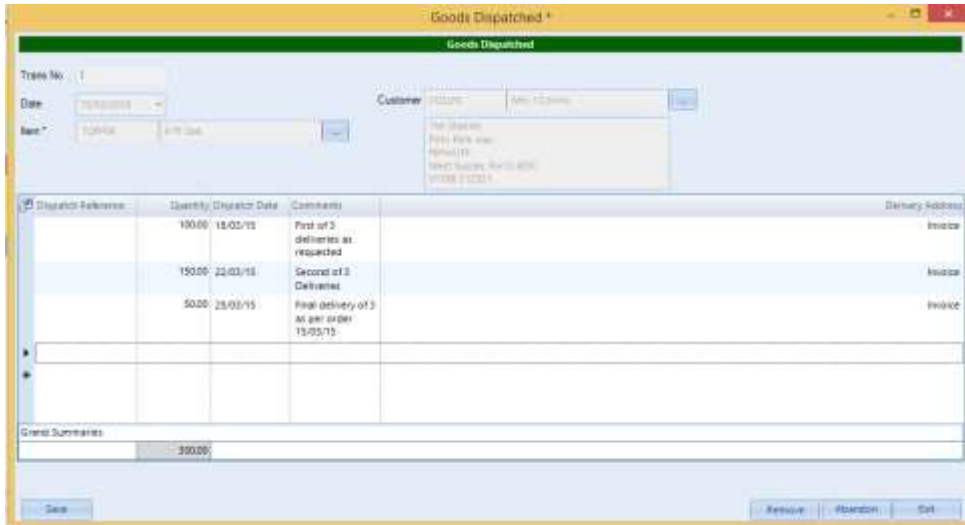 Goods Dispatched *
Goods Dispatched
Trans No 1
Date
Customer
Item *
Dispatch Reference Quantity Dispatch Date Comments Delivery Address
100.00 18/03/15 First of 3 deliveries as requested Invoice
150.00 22/03/15 Second of 3 Deliveries Invoice
50.00 Final delivery of 3 as per order 15/03/15 Invoice
Grand Summaries
300.00
Save Remove Abandon Exit